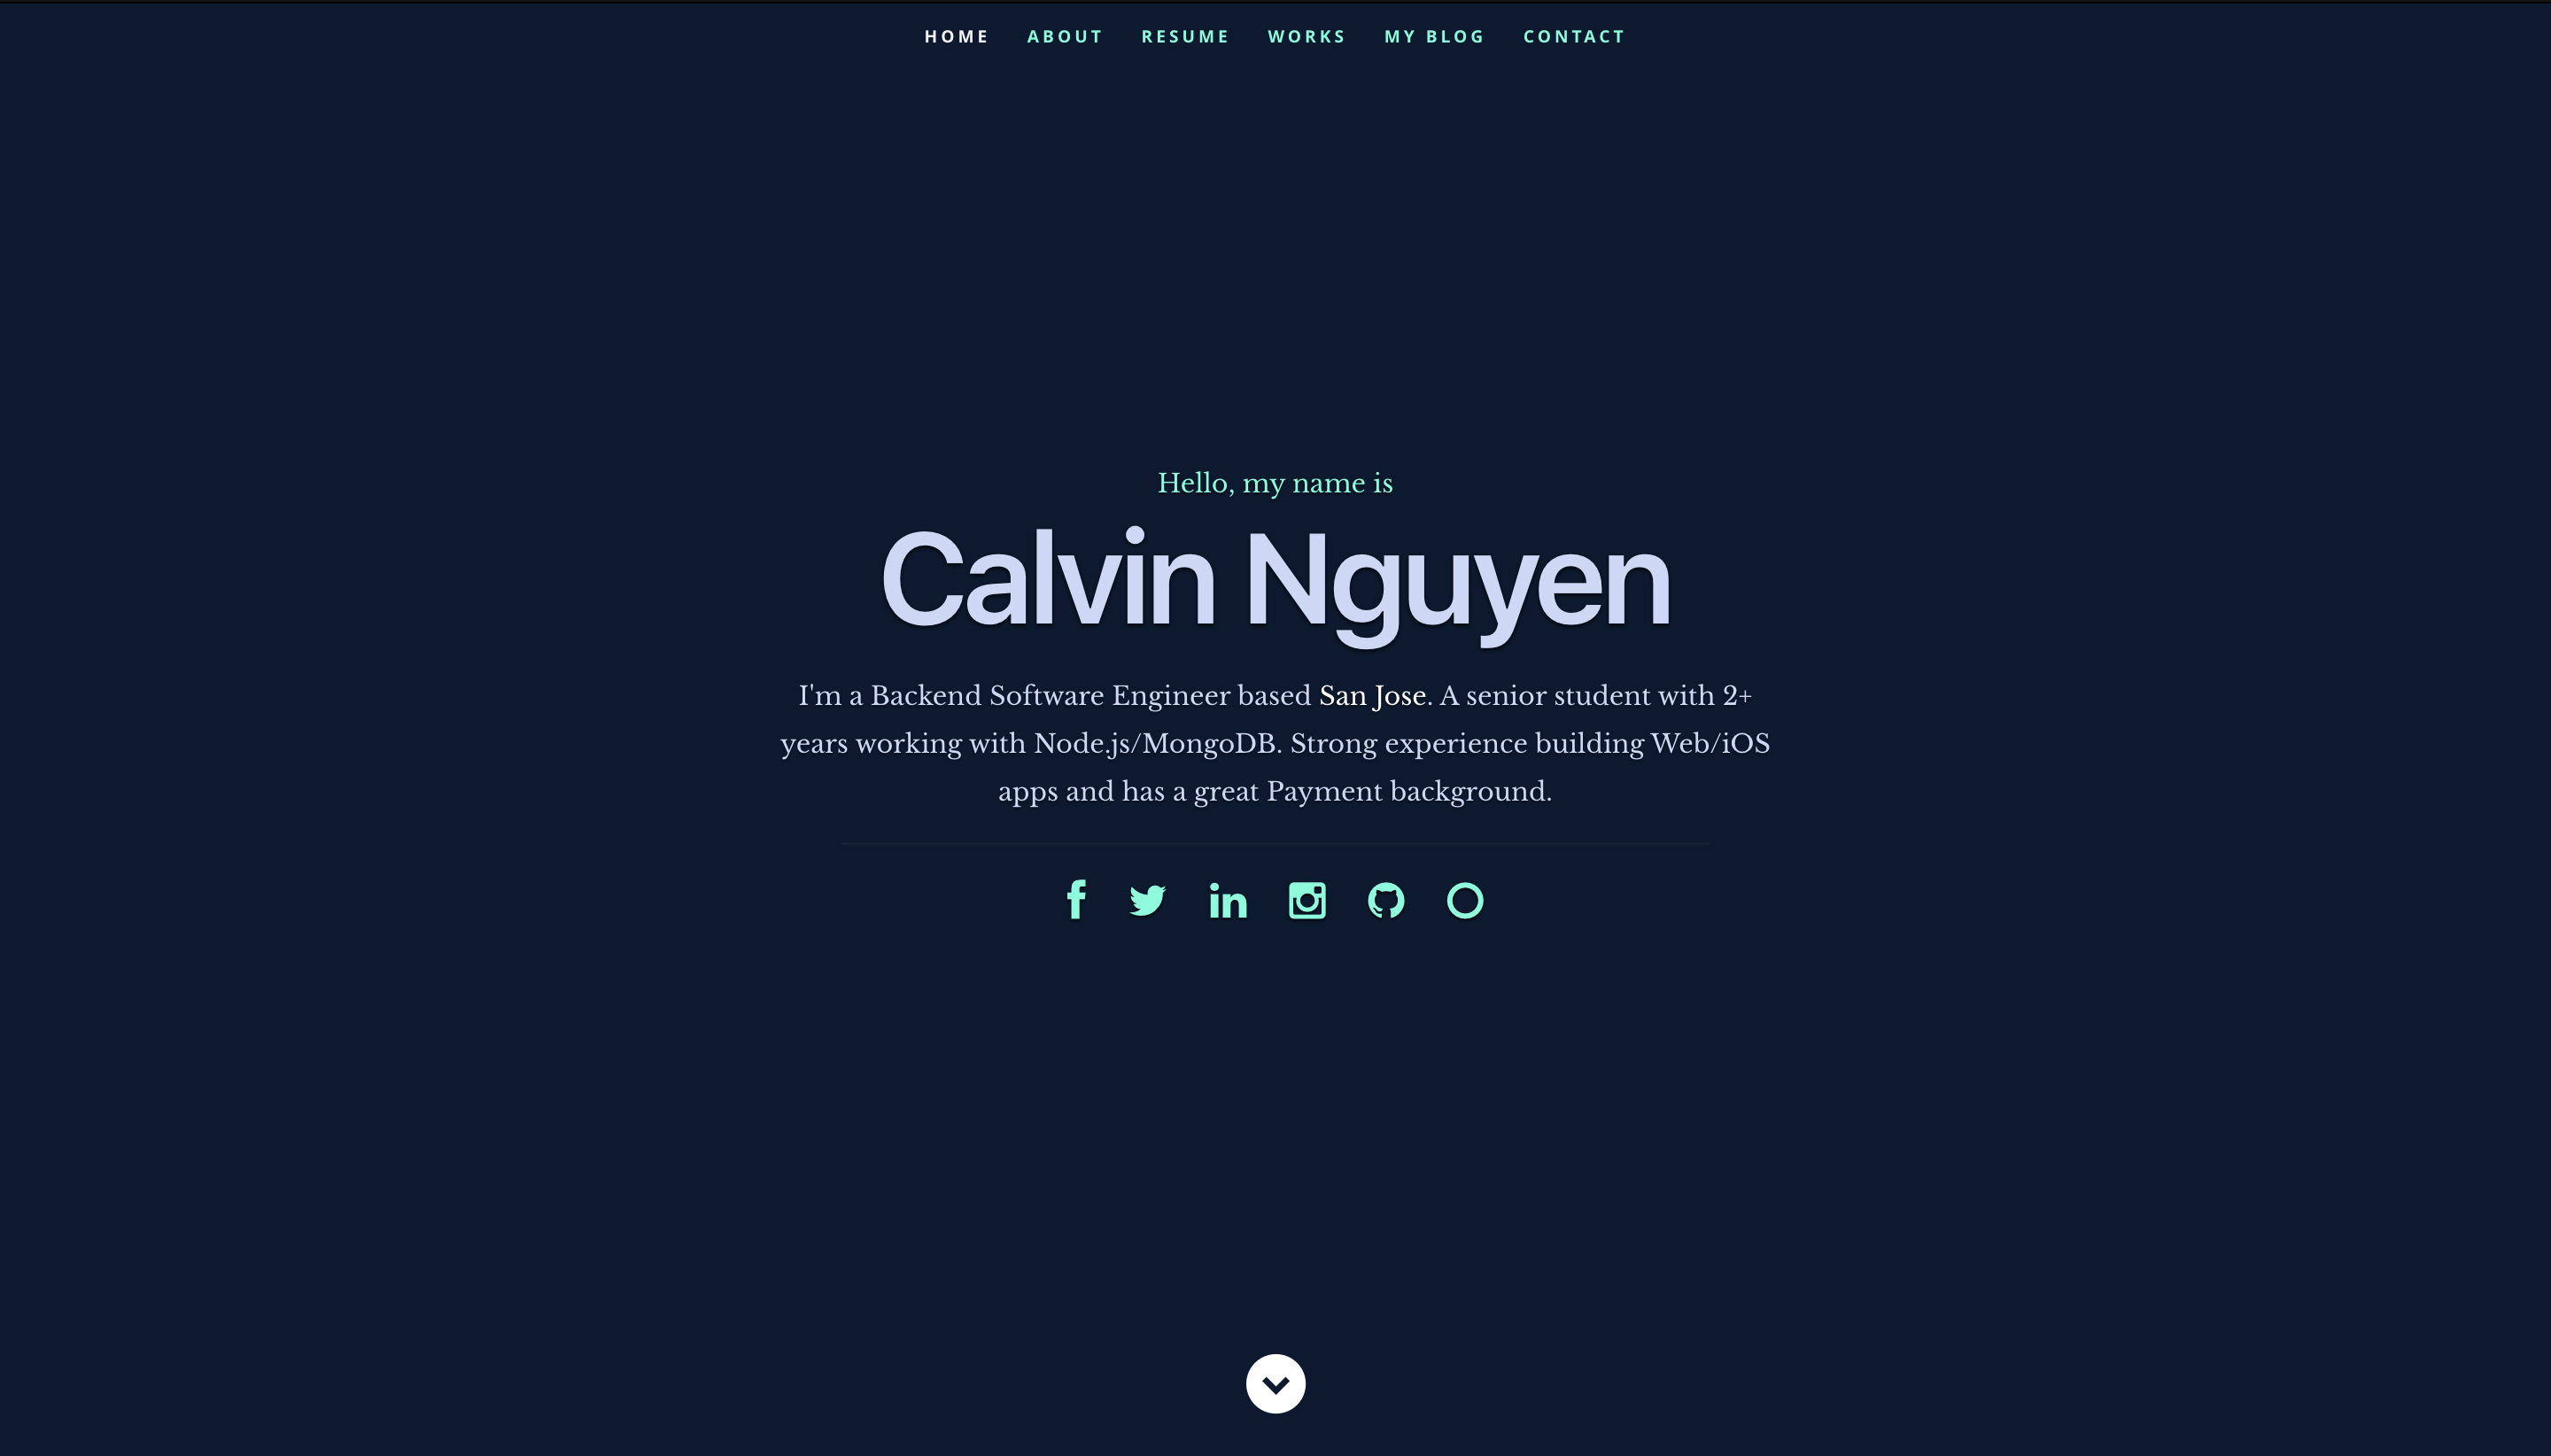 HOME ABOUT RESUME WORKS MY BLOG CONTACT
Hello, my name is
Calvin Nguyen
I'm a Backend Software Engineer based San Jose. A senior student with 2+
years working with Node.js/MongoDB. Strong experience building Web/iOS
apps and has a great Payment background.